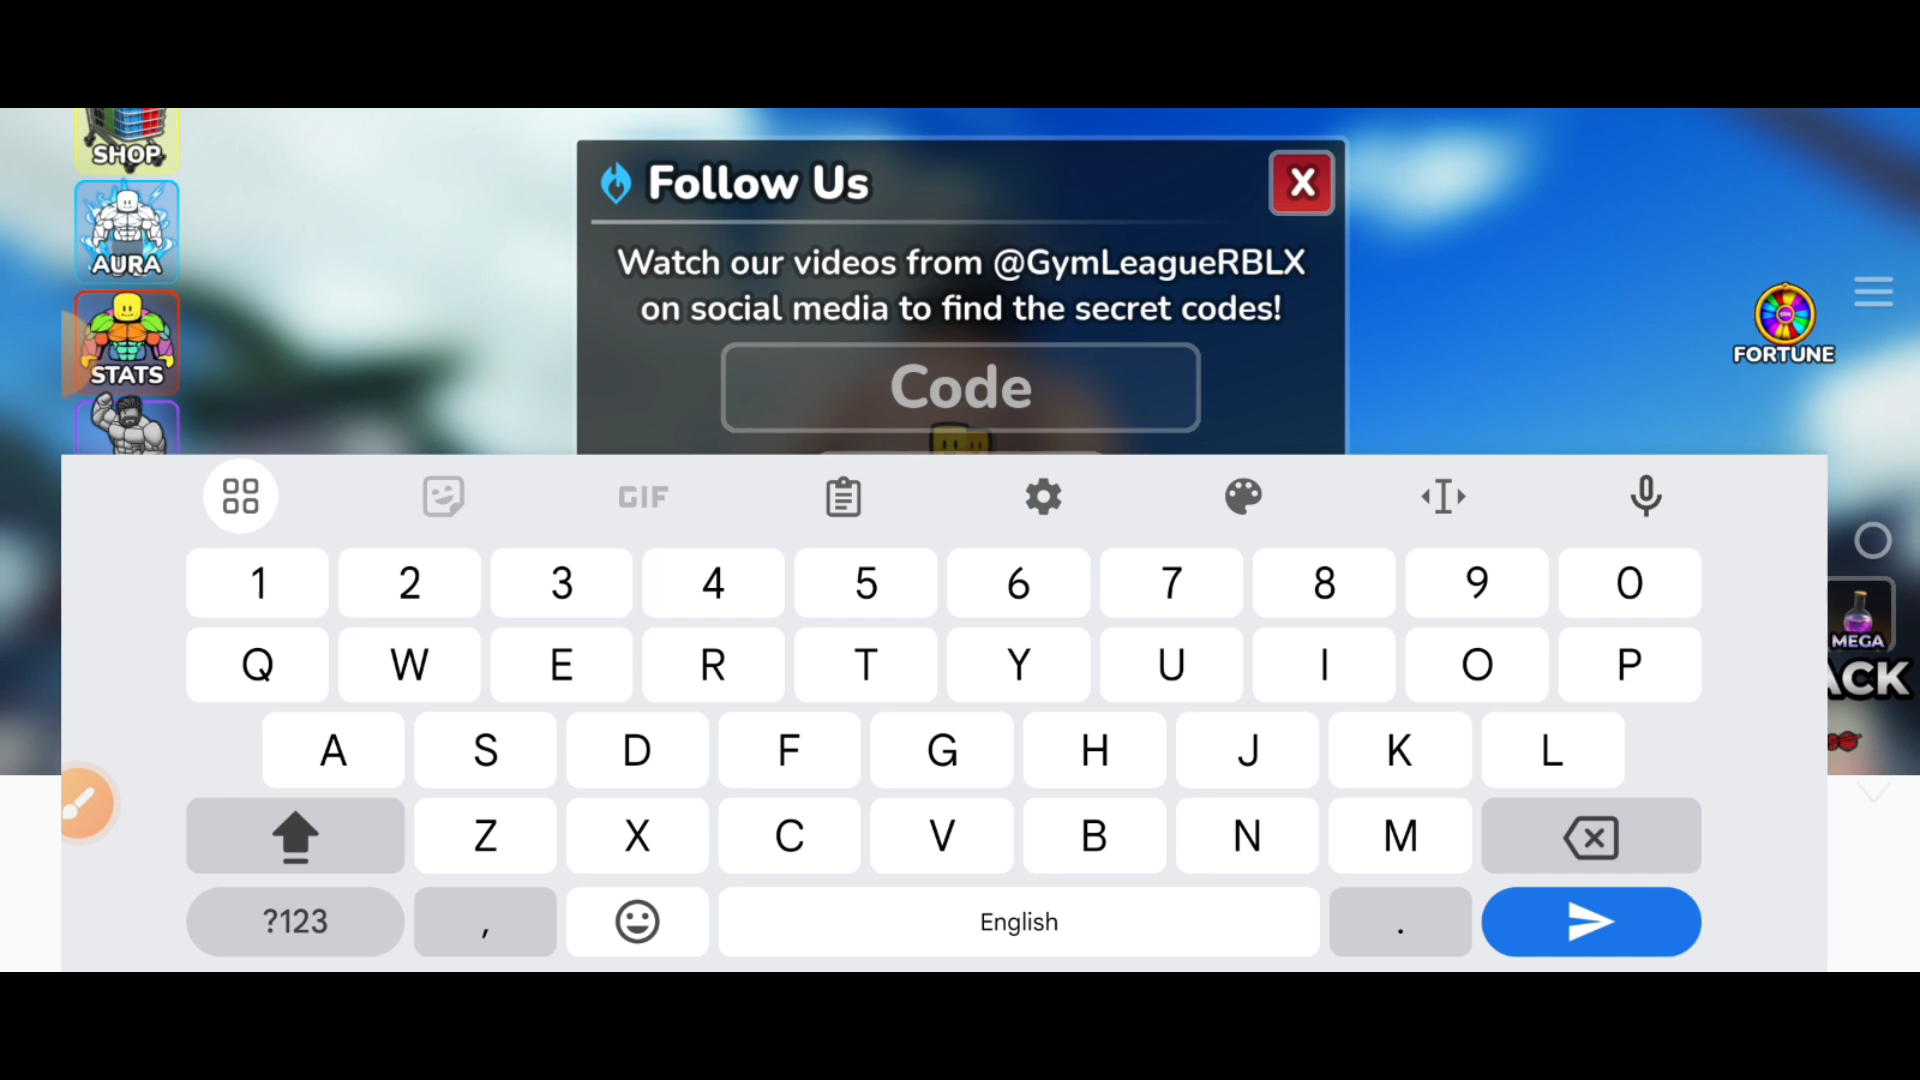 SHOP
AURA
STATS
Follow Us
X
Watch our videos from @GymLeagueRBLX
on social media to find the secret codes!
Code
FORTUNE
MEGA
ACK
GIF
1 2 3 4 5 6 7 8 9 0
Q W E R T Y U I O P
A S D F G H J K L
Z X C V B N M
?123 , English .